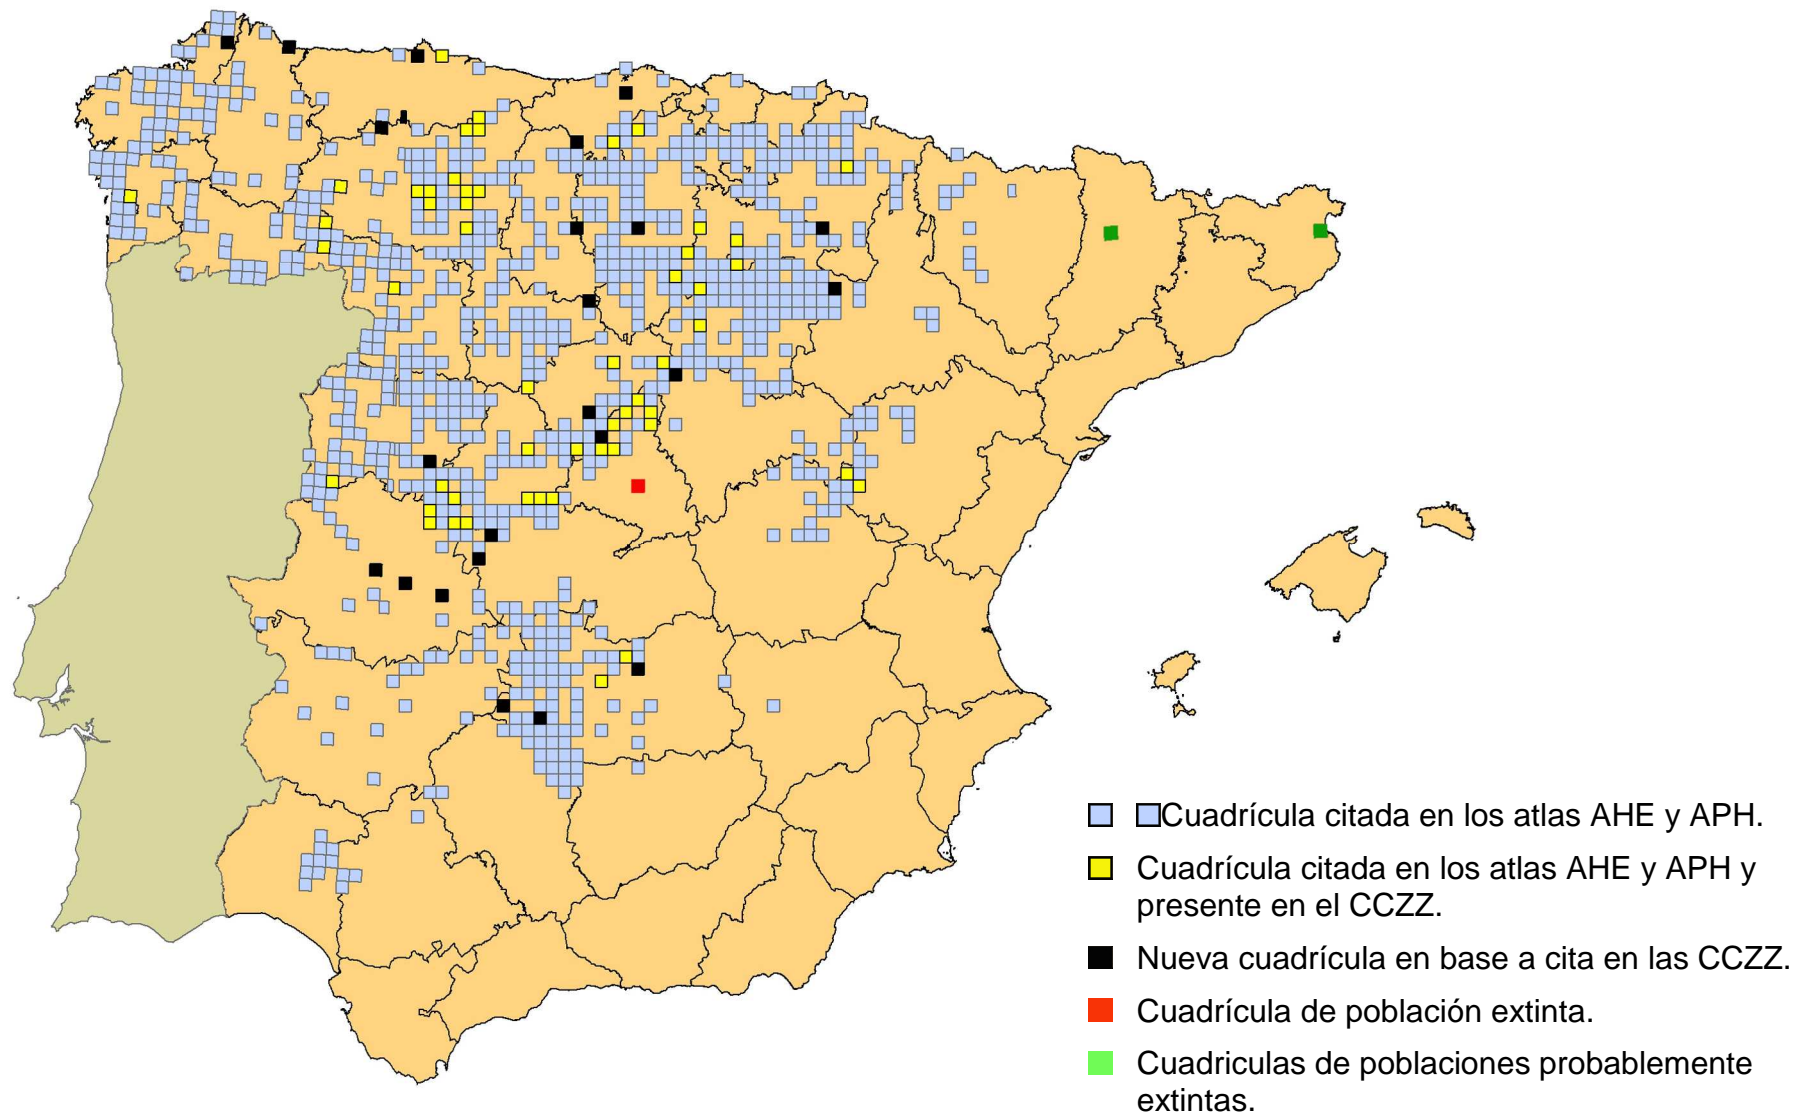 Cuadrícula citada en los atlas AHE y APH.
Cuadrícula citada en los atlas AHE y APH y
presente en el CCZZ.
Nueva cuadrícula en base a cita en las CCZZ.
Cuadrícula de población extinta.
Cuadriculas de poblaciones probablemente
extintas.